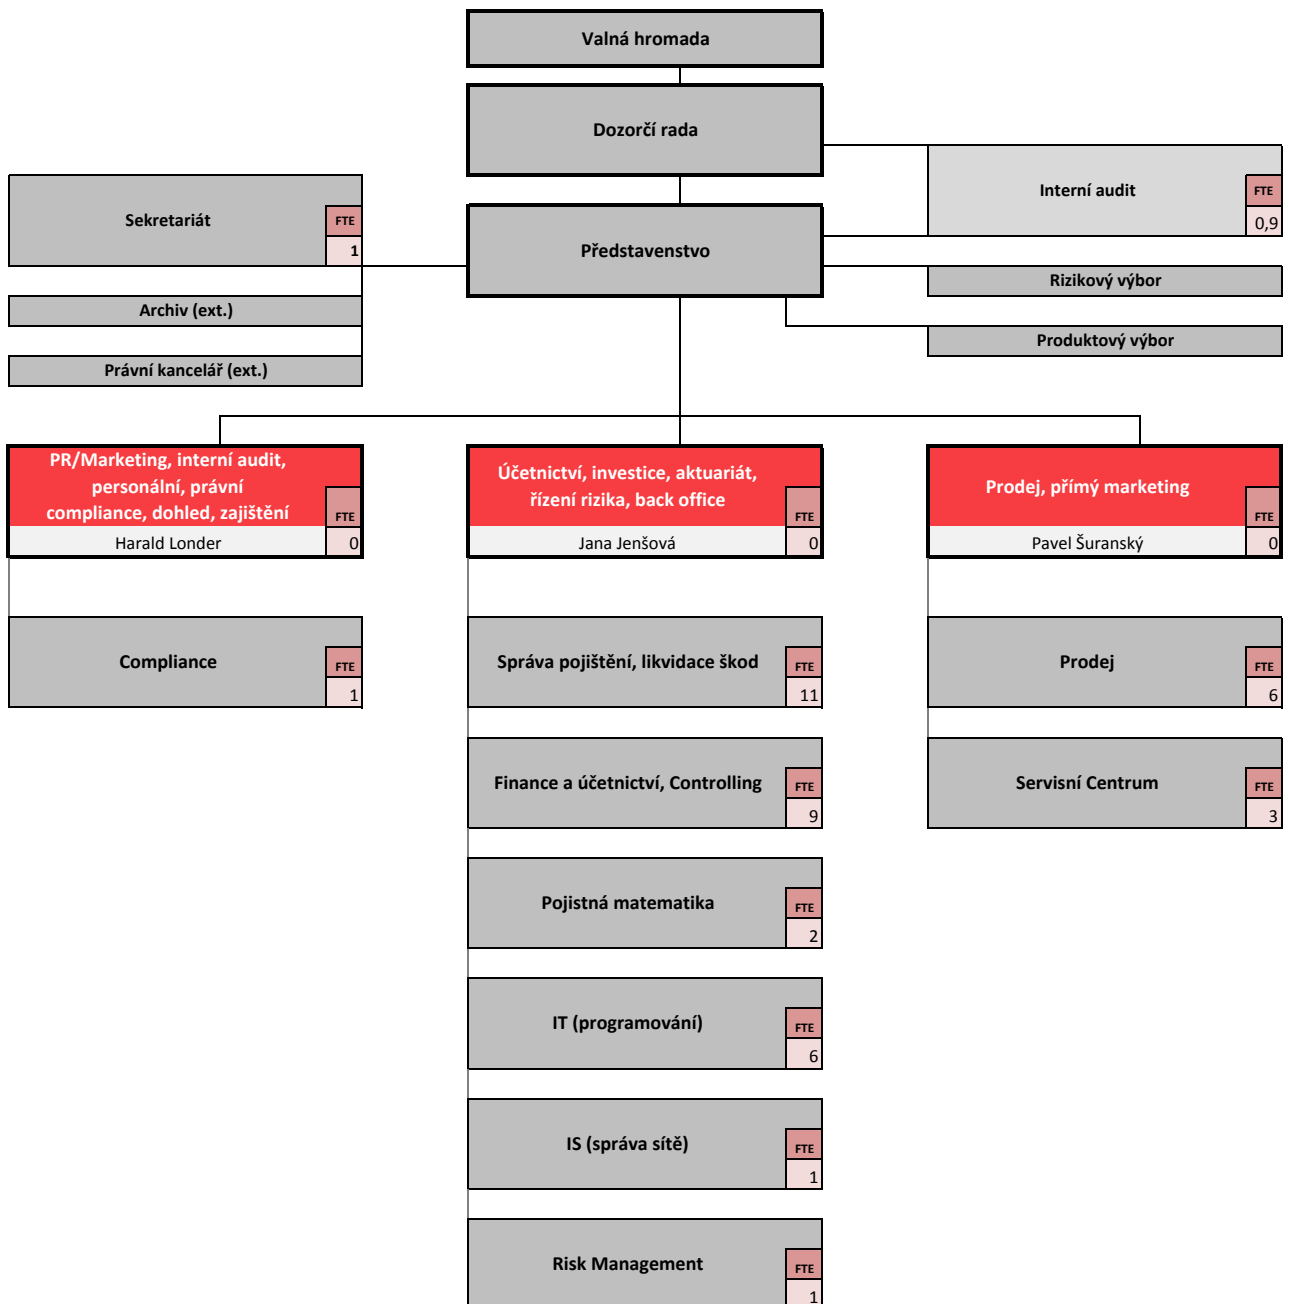 Valná hromada
Dozorčí rada
Interní audit
FTE
0,9
Sekretariát
FTE
1
Představenstvo
Rizikový výbor
Archiv (ext.)
Produktový výbor
Právní kancelář (ext.)
PR/Marketing, interní audit,
personální, právní
compliance, dohled, zajištění
FTE
Harald Londer
0
Účetnictví, investice, aktuariát,
řízení rizika, back office
FTE
Jana Jenšová
0
Prodej, přímý marketing
FTE
Pavel Šuranský
0
Compliance
FTE
1
Správa pojištění, likvidace škod
FTE
11
Prodej
FTE
6
Finance a účetnictví, Controlling
FTE
9
Servisní Centrum
FTE
3
Pojistná matematika
FTE
2
IT (programování)
FTE
6
IS (správa sítě)
FTE
1
Risk Management
FTE
1